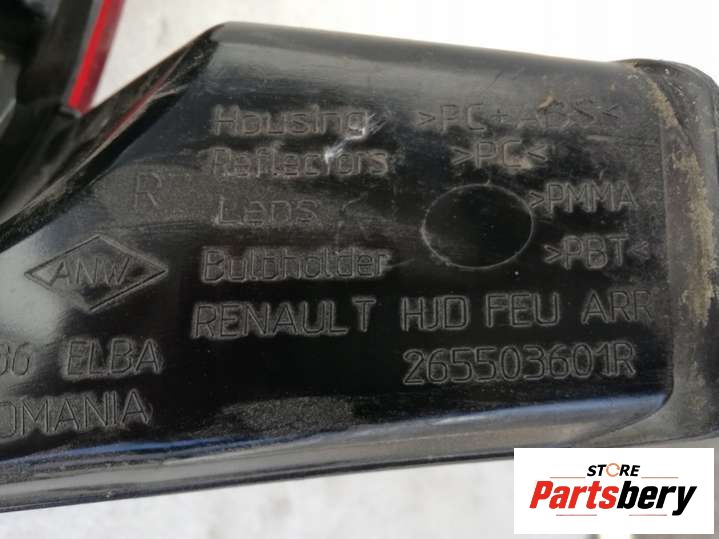 Housing >PC+ABS<
Reflectors >PC<
R
Lens >PMMA
ANW
Bulbholder >PBT<
RENAULT HJD FEU ARR
ELBA 265503601R
OMANIA
STORE
Partsbery